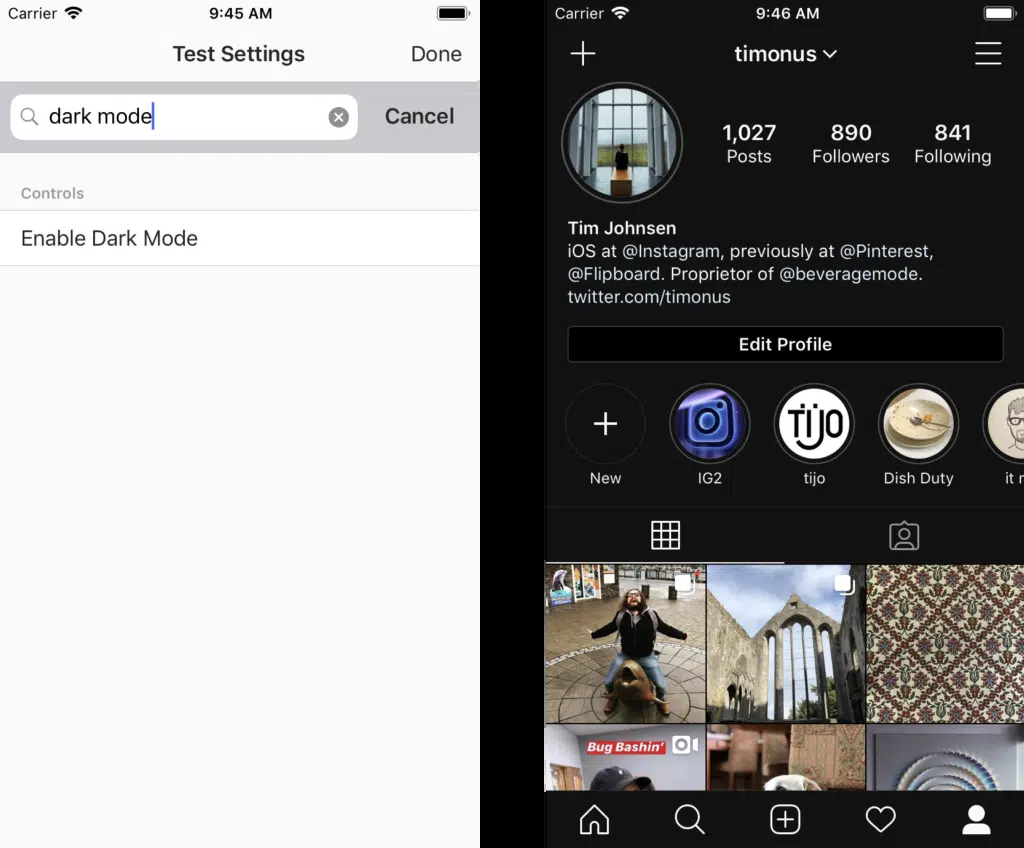 Carrier 9:45 AM
Test Settings Done
dark mode Cancel
Controls
Enable Dark Mode
Carrier 9:46 AM
timonus
1,027 890 841
Posts Followers Following
Tim Johnsen
iOS at @Instagram, previously at @Pinterest,
@Flipboard. Proprietor of @beveragemode.
twitter.com/timonus
Edit Profile
TIJO
New IG2 tijo Dish Duty it r
Bug Bashin'